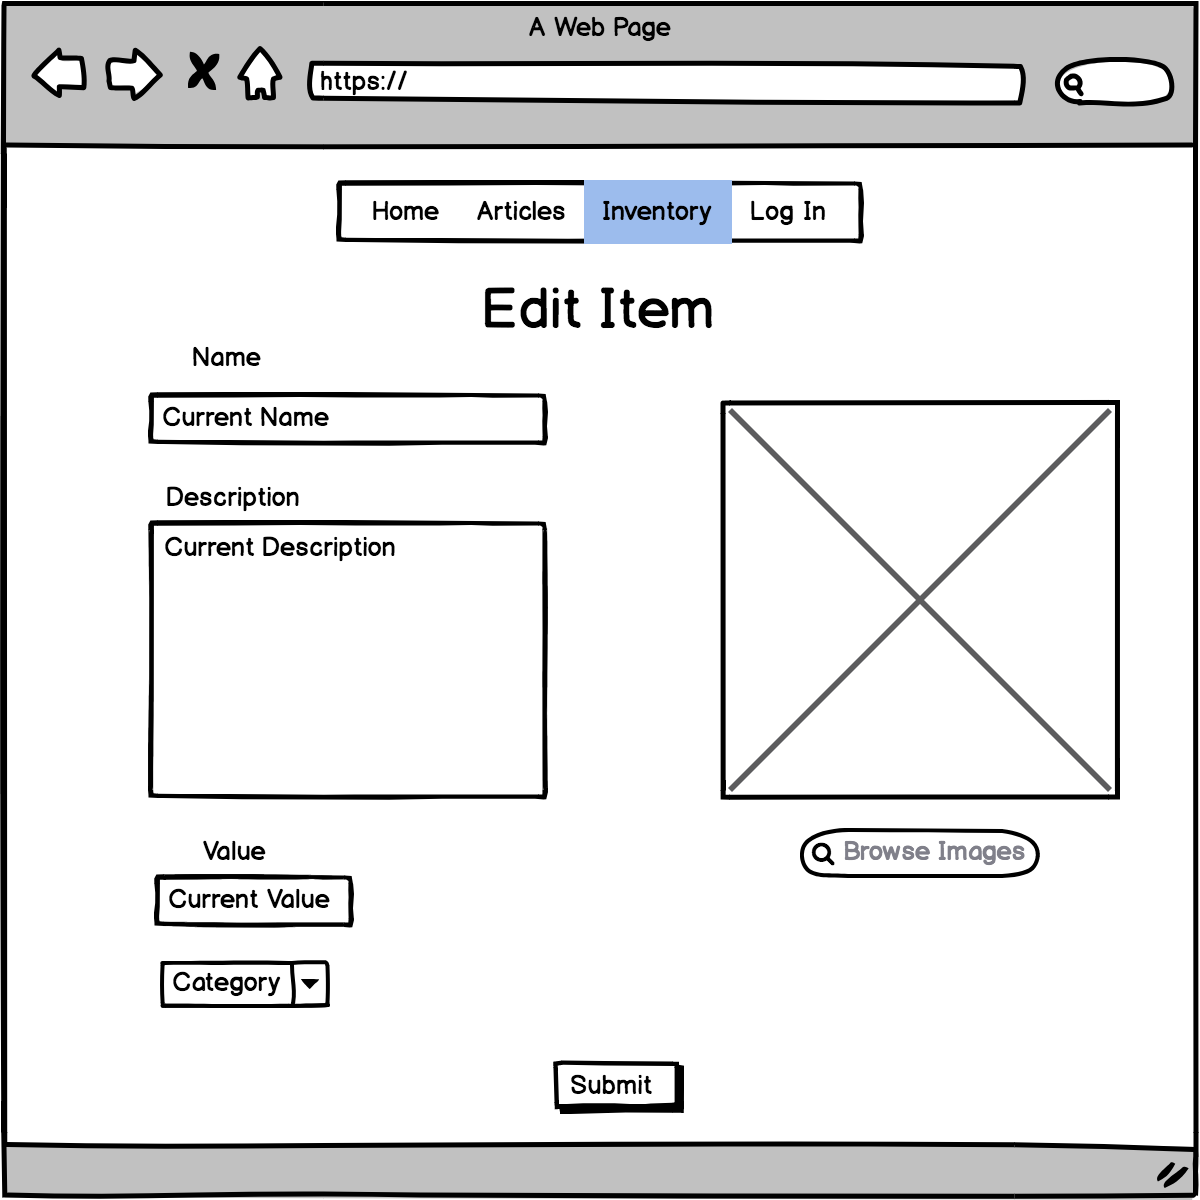 A Web Page
https://
Home Articles Inventory Log In
Edit Item
Name
Current Name
Description
Current Description
Value
Current Value
Category
Browse Images
Submit